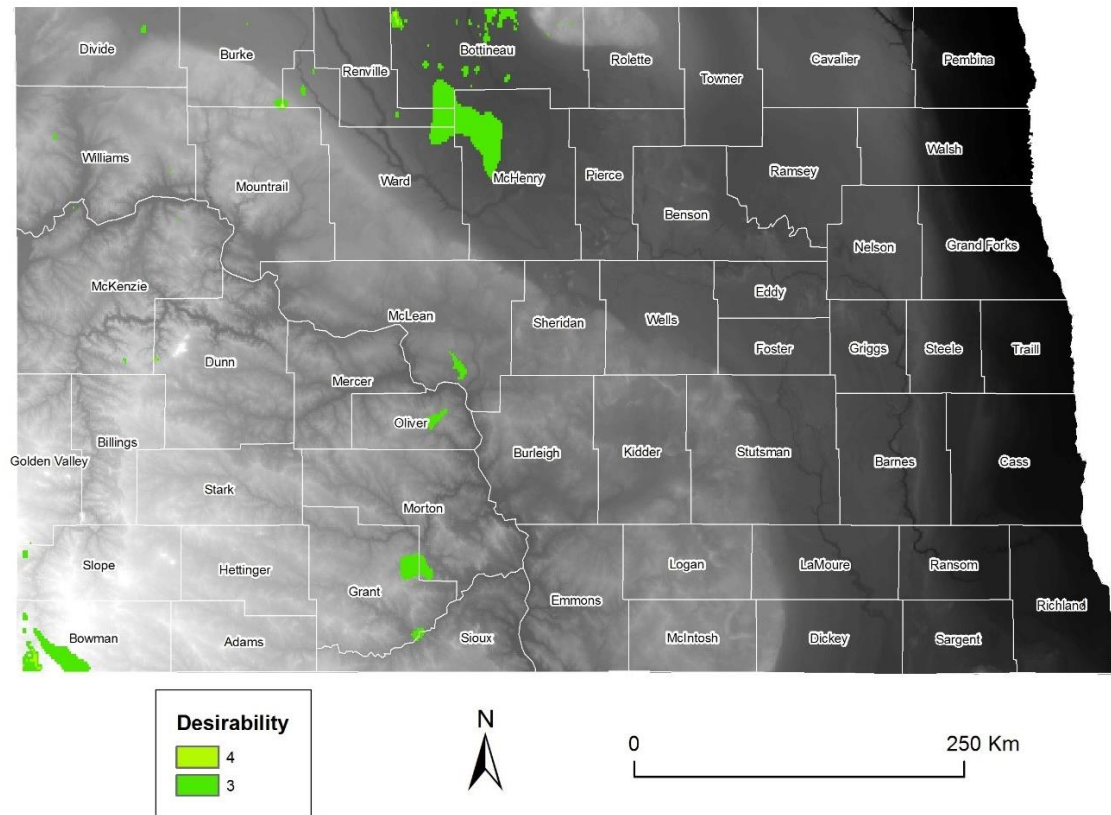 Divide
Burke
Renville
Bottineau
Rolette
Towner
Cavalier
Pembina
Williams
Mountrail
Ward
McHenry
Pierce
Benson
Ramsey
Walsh
Nelson
Grand Forks
McKenzie
McLean
Sheridan
Wells
Eddy
Foster
Griggs
Steele
Traill
Dunn
Mercer
Oliver
Golden Valley
Billings
Stark
Morton
Burleigh
Kidder
Stutsman
Barnes
Cass
Slope
Hettinger
Grant
Emmons
Logan
LaMoure
Ransom
Richland
Bowman
Adams
Sioux
McIntosh
Dickey
Sargent
Desirability
4
3
N
0 250 Km